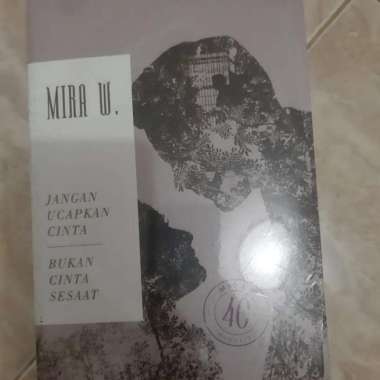 MIRA W.
JANGAN
UCAPKAN
CINTA
BUKAN
CINTA
SESAAT
40